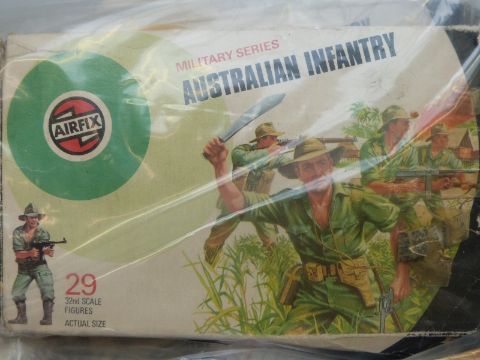 MILITARY SERIES
AUSTRALIAN INFANTRY
AIRFIX
29
32nd SCALE
FIGURES
ACTUAL SIZE